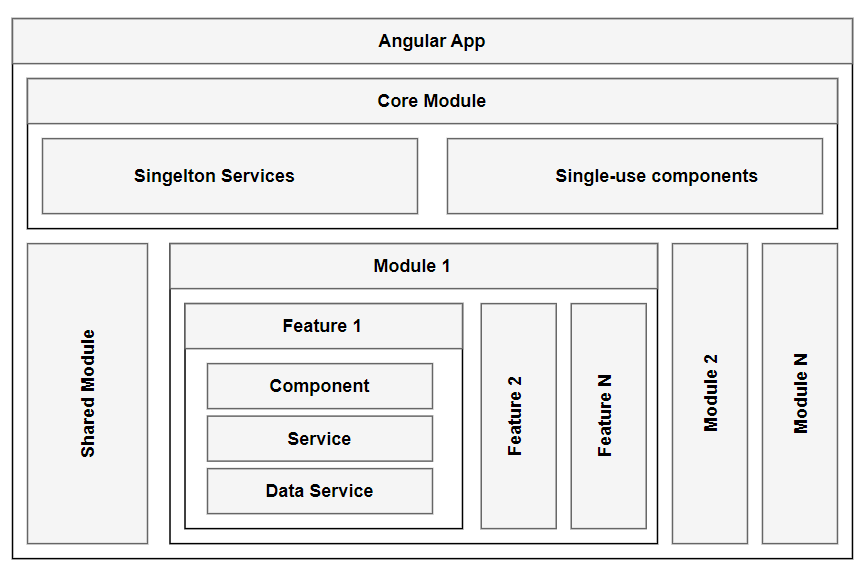 Angular App
Core Module
Singelton Services
Single-use components
Shared Module
Module 1
Feature 1
Component
Service
Data Service
Feature 2
Feature N
Module 2
Module N